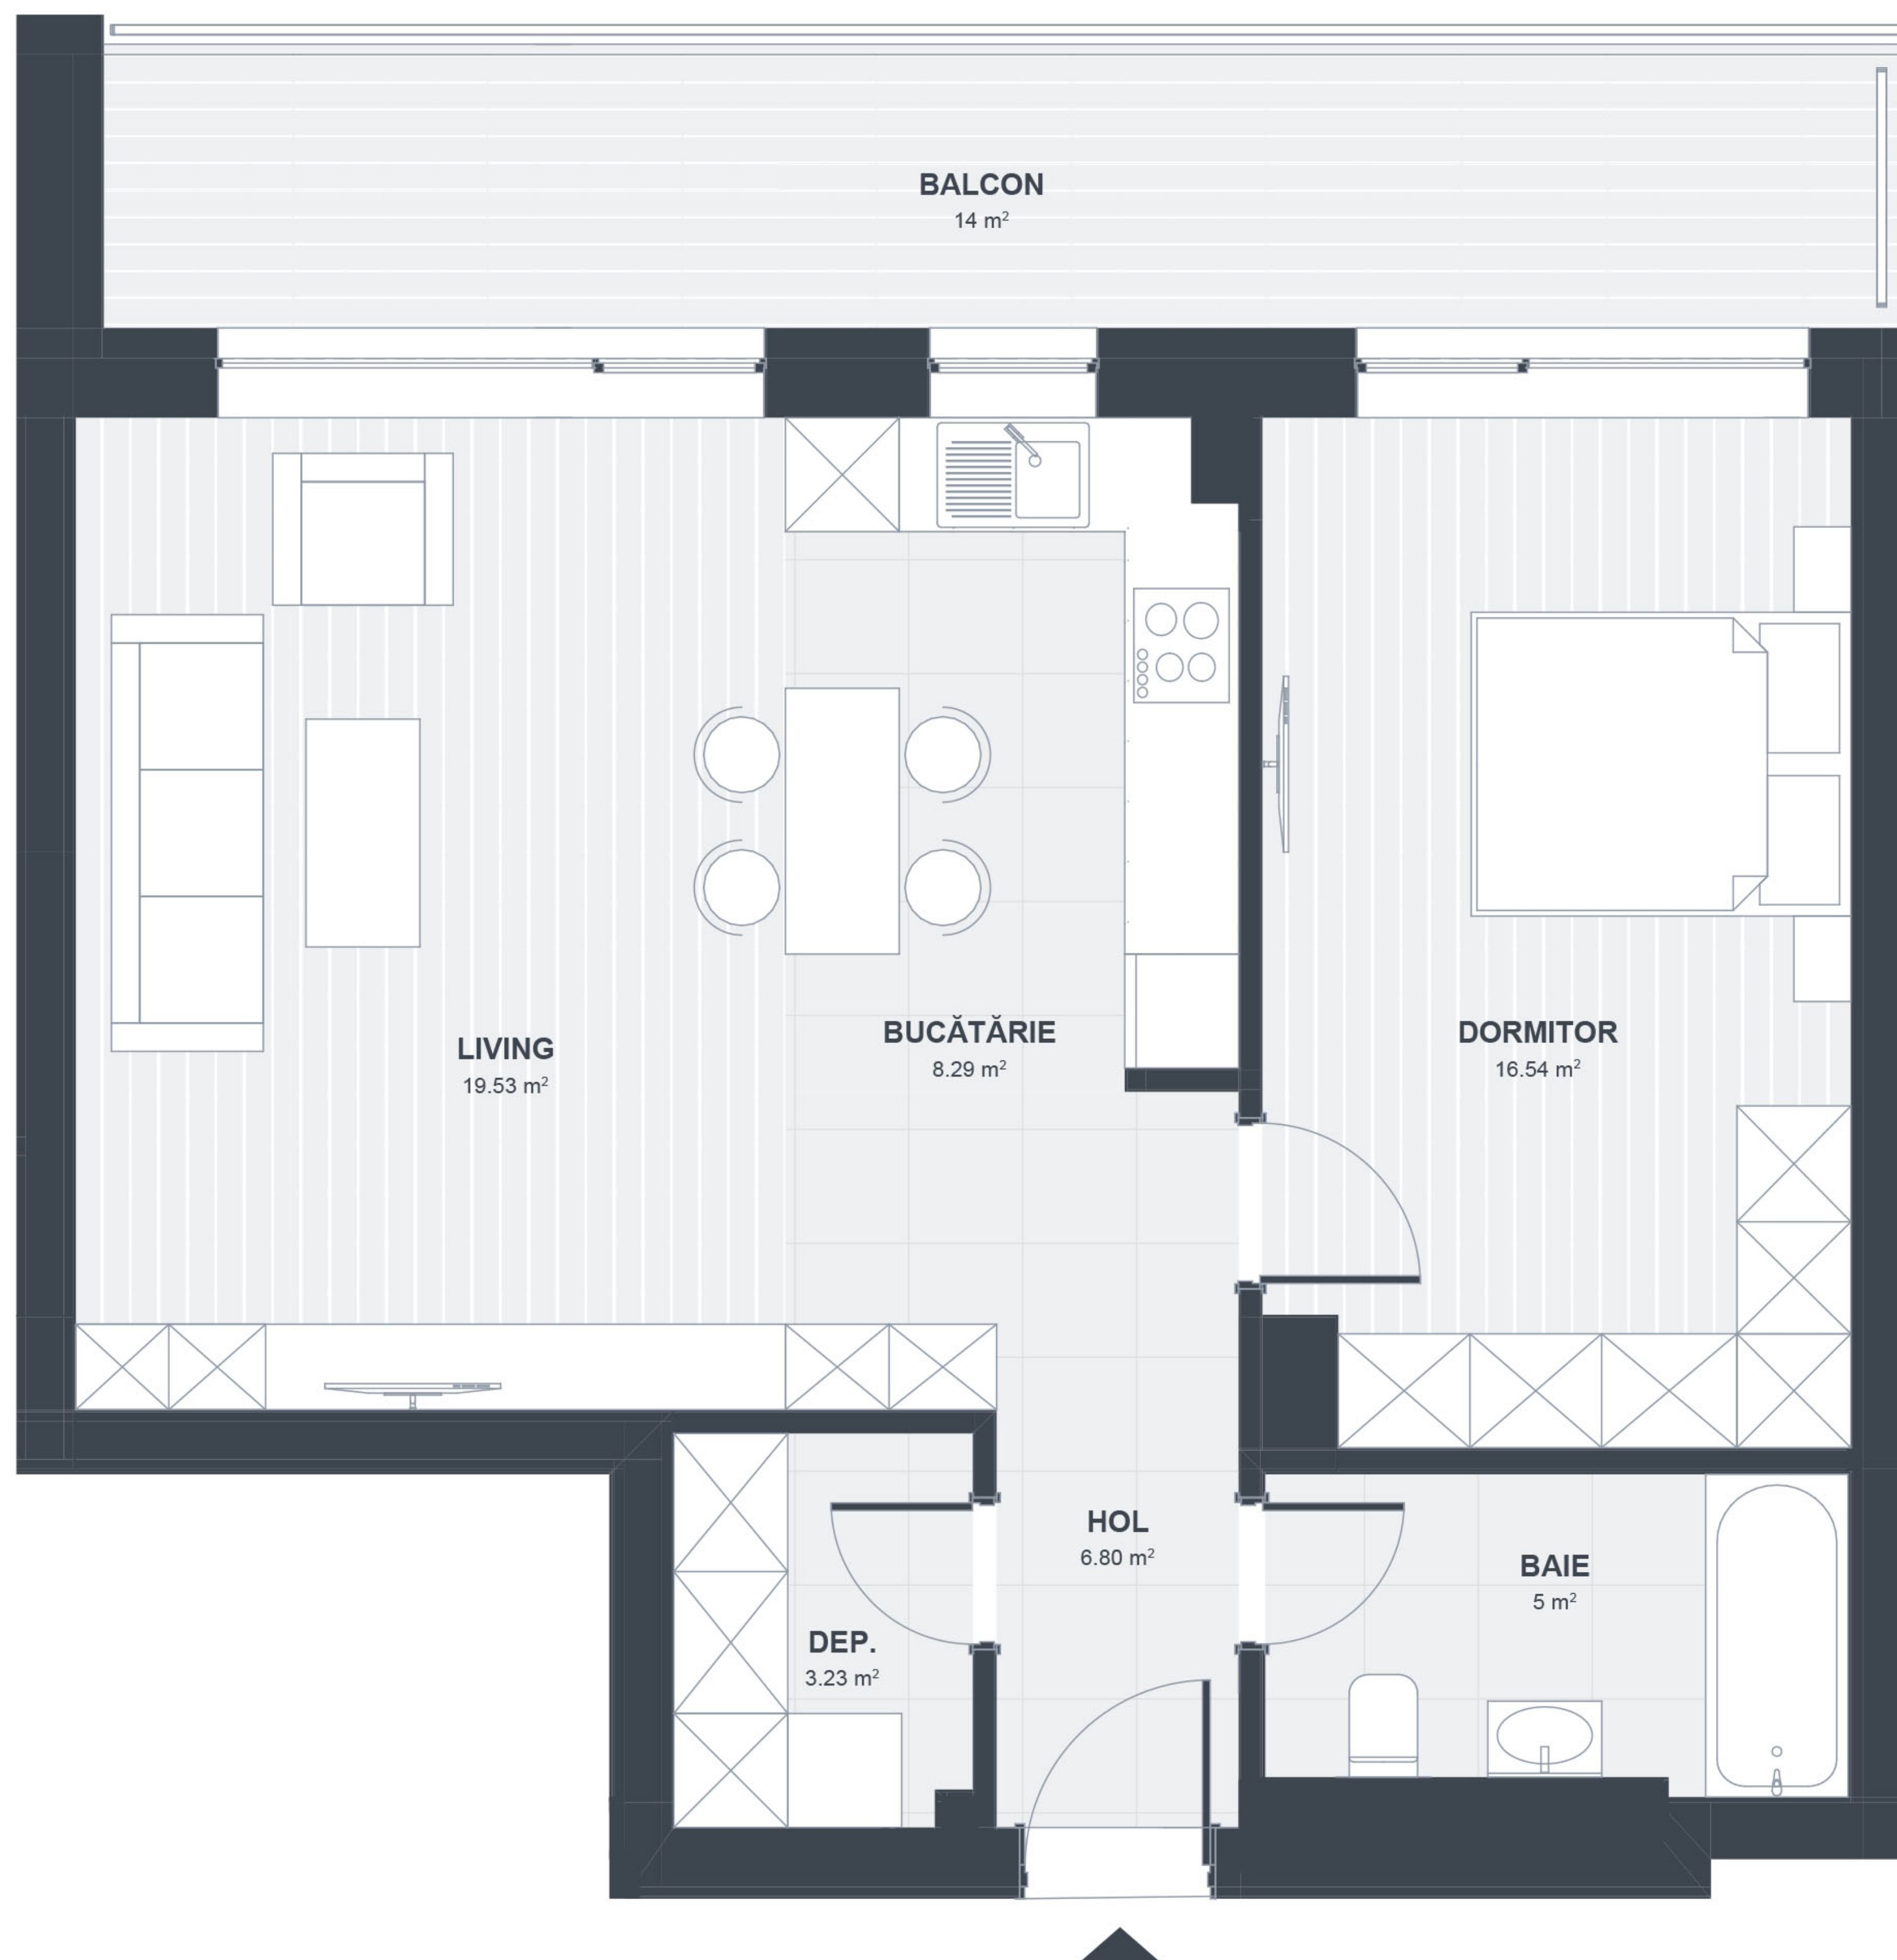 BALCON
14 m²
LIVING
19.53 m²
BUCĂTĂRIE
8.29 m²
DORMITOR
16.54 m²
HOL
6.80 m²
BAIE
5 m²
DEP.
3.23 m²